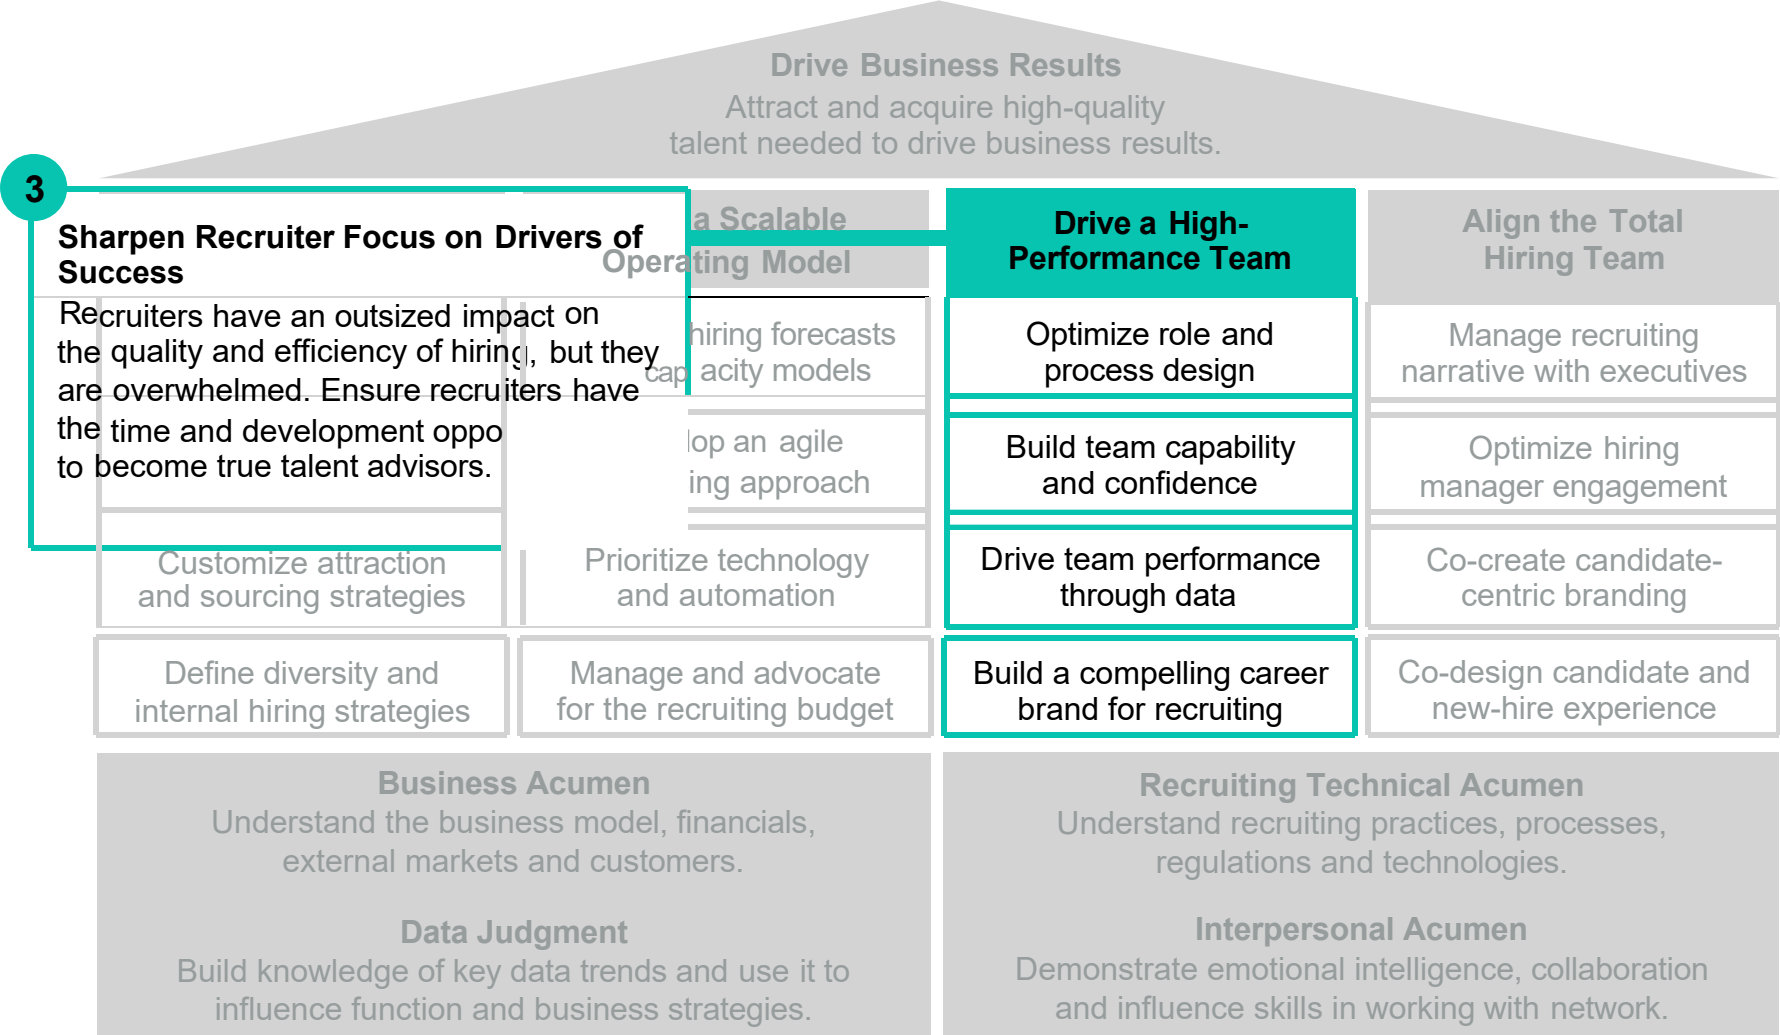 Drive Business Results
Attract and acquire high-quality
talent needed to drive business results.
3
Sharpen Recruiter Focus on Drivers of
Success
Recruiters have an outsized impact on
the quality and efficiency of hiring, but they
are overwhelmed. Ensure recruiters have
the time and development oppo
to become true talent advisors.
Customize attraction
and sourcing strategies
Define diversity and
internal hiring strategies
a Scalable
Operating Model
hiring forecasts
capacity models
lop an agile
ing approach
Prioritize technology
and automation
Manage and advocate
for the recruiting budget
Drive a High-
Performance Team
Optimize role and
process design
Build team capability
and confidence
Drive team performance
through data
Build a compelling career
brand for recruiting
Align the Total
Hiring Team
Manage recruiting
narrative with executives
Optimize hiring
manager engagement
Co-create candidate-
centric branding
Co-design candidate and
new-hire experience
Business Acumen
Understand the business model, financials,
external markets and customers.
Data Judgment
Build knowledge of key data trends and use it to
influence function and business strategies.
Recruiting Technical Acumen
Understand recruiting practices, processes,
regulations and technologies.
Interpersonal Acumen
Demonstrate emotional intelligence, collaboration
and influence skills in working with network.